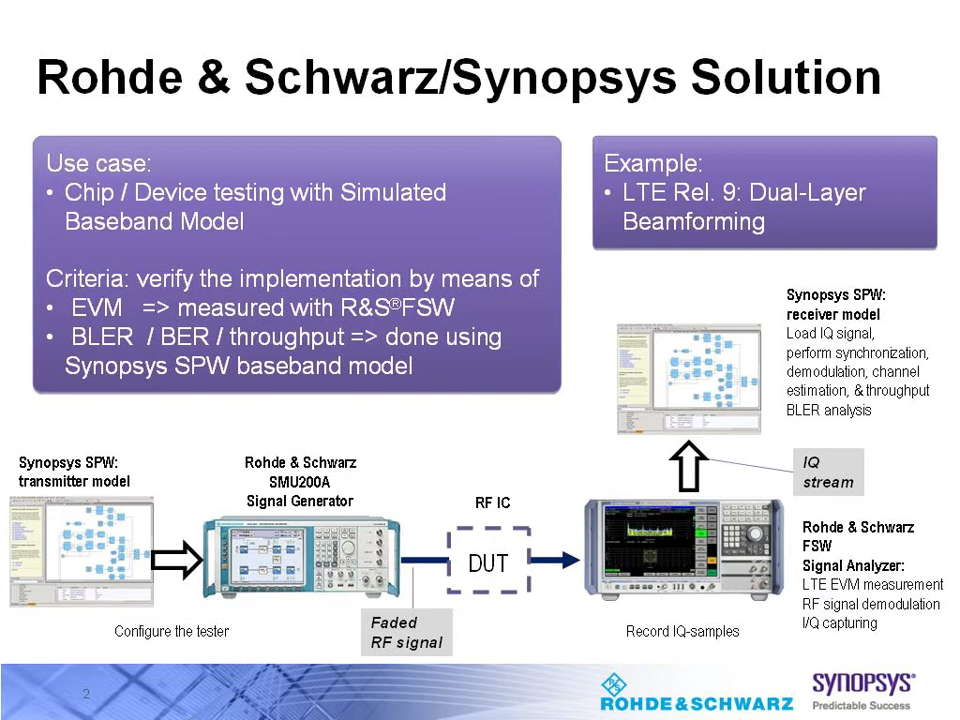 Rohde & Schwarz/Synopsys Solution
Use case:
• Chip / Device testing with Simulated
Baseband Model
Criteria: verify the implementation by means of
• EVM => measured with R&S®FSW
• BLER / BER / throughput => done using
Synopsys SPW baseband model
Example:
• LTE Rel. 9: Dual-Layer
Beamforming
Synopsys SPW:
receiver model
Load IQ signal,
perform synchronization,
demodulation, channel
estimation, & throughput
BLER analysis
IQ
stream
Synopsys SPW:
transmitter model
Rohde & Schwarz
SMU200A
Signal Generator
RF IC
DUT
Rohde & Schwarz
FSW
Signal Analyzer:
LTE EVM measurement
RF signal demodulation
I/Q capturing
Configure the tester
Faded
RF signal
Record IQ-samples
2
ROHDE & SCHWARZ
SYNOPSYS®
Predictable Success